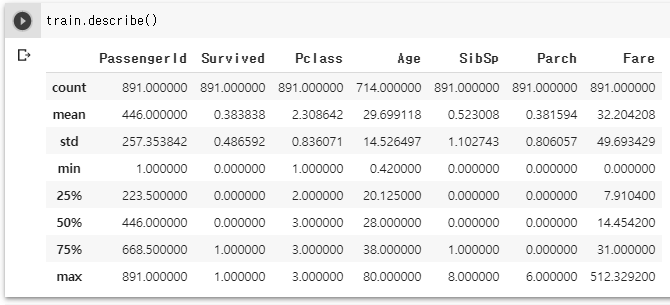 train.describe()
PassengerId Survived Pclass Age SibSp Parch Fare
count 891.000000 891.000000 891.000000 714.000000 891.000000 891.000000 891.000000
mean 446.000000 0.383838 2.308642 29.699118 0.523008 0.381594 32.204208
std 257.353842 0.486592 0.836071 14.526497 1.102743 0.806057 49.693429
min 1.000000 0.000000 1.000000 0.420000 0.000000 0.000000 0.000000
25% 223.500000 0.000000 2.000000 20.125000 0.000000 0.000000 7.910400
50% 446.000000 0.000000 3.000000 28.000000 0.000000 0.000000 14.454200
75% 668.500000 1.000000 3.000000 38.000000 1.000000 0.000000 31.000000
max 891.000000 1.000000 3.000000 80.000000 8.000000 6.000000 512.329200